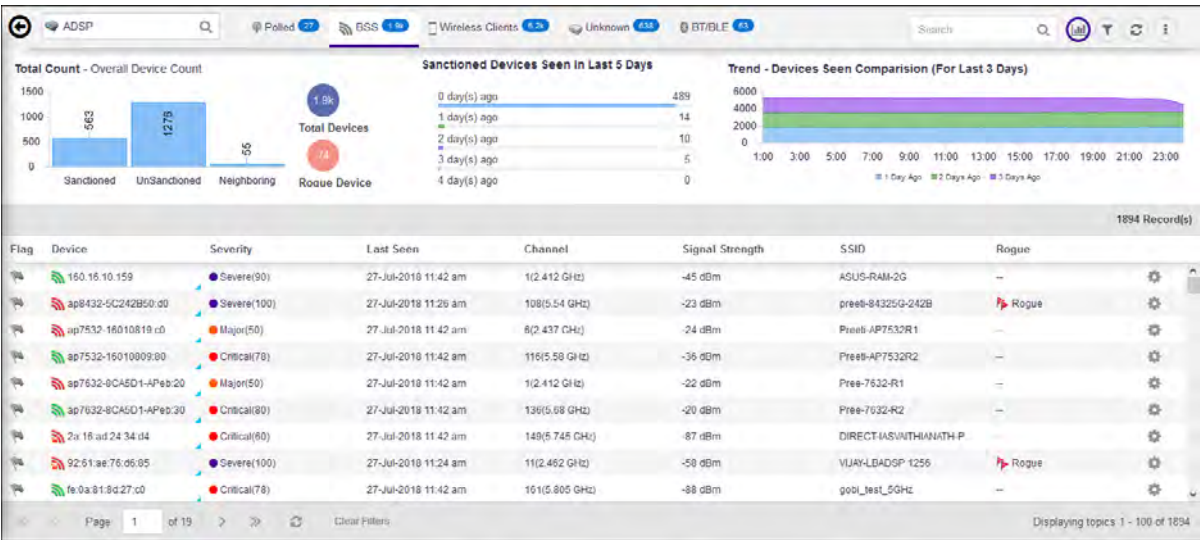 ADSP
Polled 27
BSS 1.9k
Wireless Clients 6.2k
Unknown 638
BT/BLE 63
Search
Total Count - Overall Device Count
1500
1000
500
0
563
1278
55
Sanctioned UnSanctioned Neighboring
1.9k
Total Devices
74
Rogue Device
Sanctioned Devices Seen In Last 5 Days
0 day(s) ago 489
1 day(s) ago 14
2 day(s) ago 10
3 day(s) ago 5
4 day(s) ago 0
Trend - Devices Seen Comparision (For Last 3 Days)
6000
4000
2000
0
1:00 3:00 5:00 7:00 9:00 11:00 13:00 15:00 17:00 19:00 21:00 23:00
1 Day Ago 2 Days Ago 3 Days Ago
1894 Record(s)
Flag Device Severity Last Seen Channel Signal Strength SSID Rogue
160.16.10.159 Severe(90) 27-Jul-2018 11:42 am 1(2.412 GHz) -45 dBm ASUS-RAM-2G --
ap8432-5C242B50:d0 Severe(100) 27-Jul-2018 11:26 am 108(5.54 GHz) -23 dBm preeti-84325G-242B Rogue
ap7532-16010819:c0 Major(50) 27-Jul-2018 11:42 am 6(2.437 GHz) -24 dBm Preeti-AP7532R1 --
ap7532-16010809:80 Critical(78) 27-Jul-2018 11:42 am 116(5.58 GHz) -36 dBm Preeti-AP7532R2 --
ap7632-8CA5D1-APeb:20 Major(50) 27-Jul-2018 11:42 am 1(2.412 GHz) -22 dBm Pree-7632-R1 --
ap7632-8CA5D1-APeb:30 Critical(80) 27-Jul-2018 11:42 am 136(5.68 GHz) -20 dBm Pree-7632-R2 --
2a:16:ad:24:34:d4 Critical(60) 27-Jul-2018 11:42 am 149(5.745 GHz) -87 dBm DIRECT-IASVAITHIANATH-P... --
92:61:ae:76:d6:85 Severe(100) 27-Jul-2018 11:24 am 11(2.462 GHz) -58 dBm VIJAY-LBADSP 1256 Rogue
fe:0a:81:8d:27:c0 Critical(78) 27-Jul-2018 11:42 am 161(5.805 GHz) -88 dBm gobi_test_5GHz --
Page 1 of 19 Clear Filters Displaying topics 1 - 100 of 1894